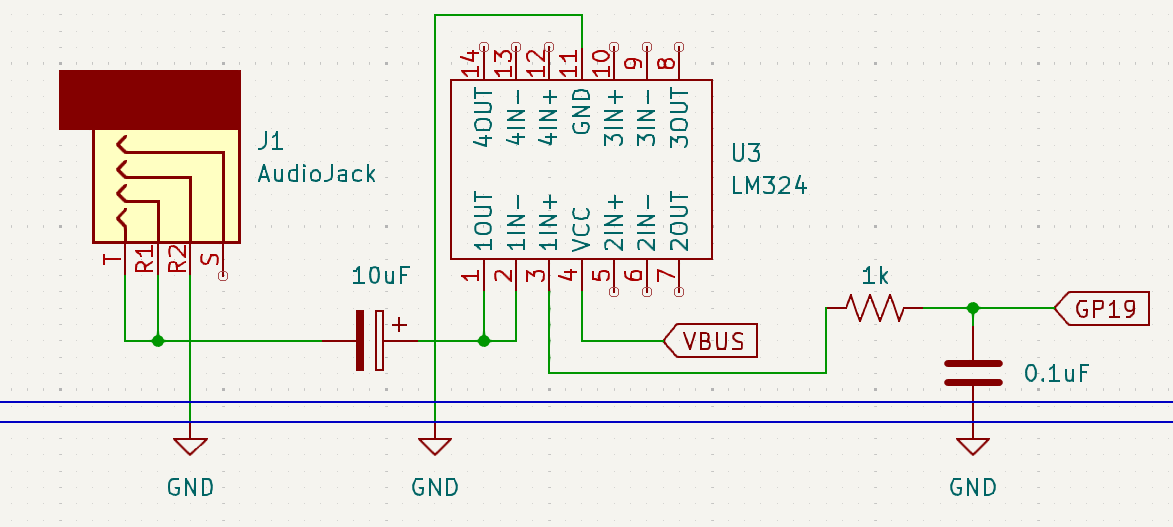 14 13 12 11 10 9 8
4OUT 4IN- 4IN+ GND 3IN+ 3IN- 3OUT
J1
AudioJack
U3
LM324
1OUT 1IN- 1IN+ VCC 2IN+ 2IN- 2OUT
T R1 R2 S
1 2 3 4 5 6 7
10uF
+
1k
GP19
VBUS
0.1uF
GND
GND
GND